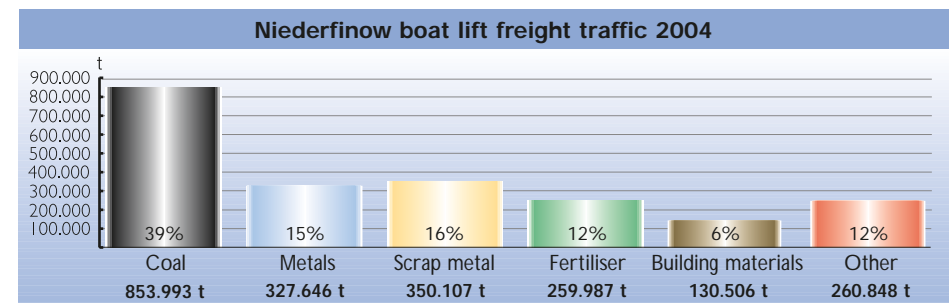 Niederfinow boat lift freight traffic 2004
t
900.000
800.000
700.000
600.000
500.000
400.000
300.000
200.000
100.000
39% 15% 16% 12% 6% 12%
Coal Metals Scrap metal Fertiliser Building materials Other
853.993 t 327.646 t 350.107 t 259.987 t 130.506 t 260.848 t